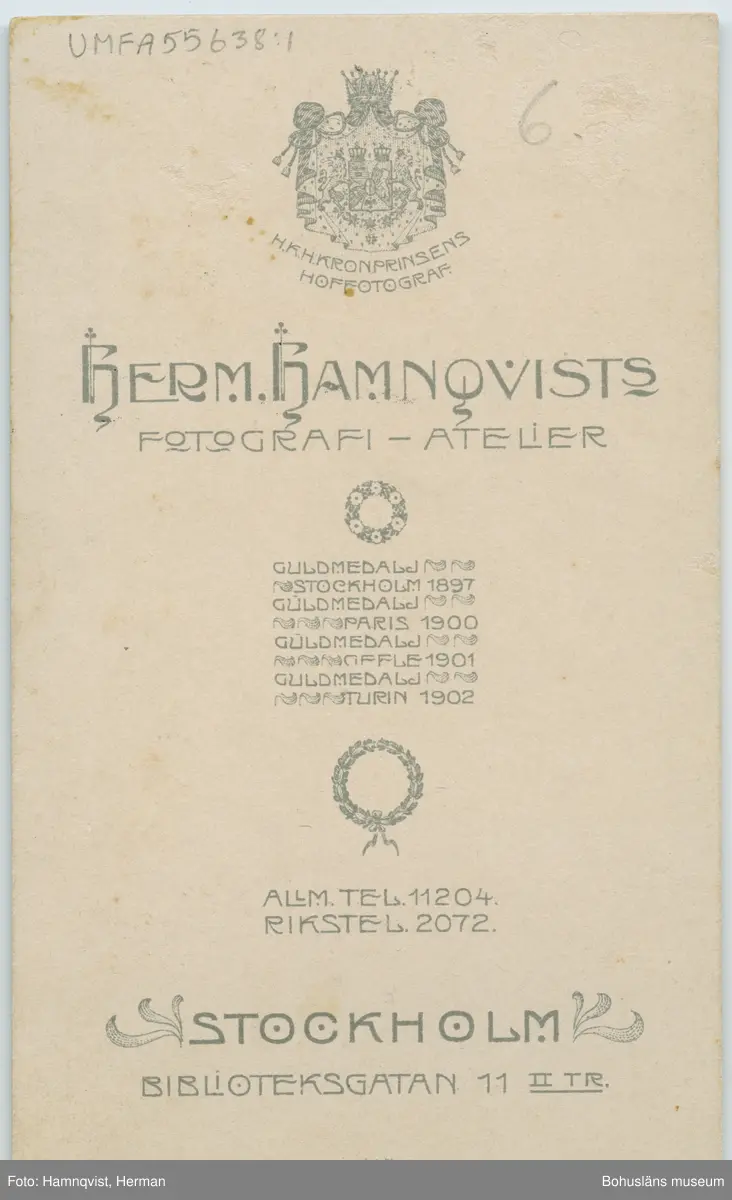 UMFA55638:1
6
H.K.H.KRONPRINSENS
HOFFOTOGRAF.
HERM. HAMNQVISTS
FOTOGRAFI – ATELIER
GULDMEDALJ
STOCKHOLM 1897
GULDMEDALJ
PARIS 1900
GULDMEDALJ
GEFLE 1901
GULDMEDALJ
TURIN 1902
ALLM. TEL. 11204.
RIKSTEL. 2072.
STOCKHOLM
BIBLIOTEKSGATAN 11 II TR.
Foto: Hamnqvist, Herman
Bohusläns museum